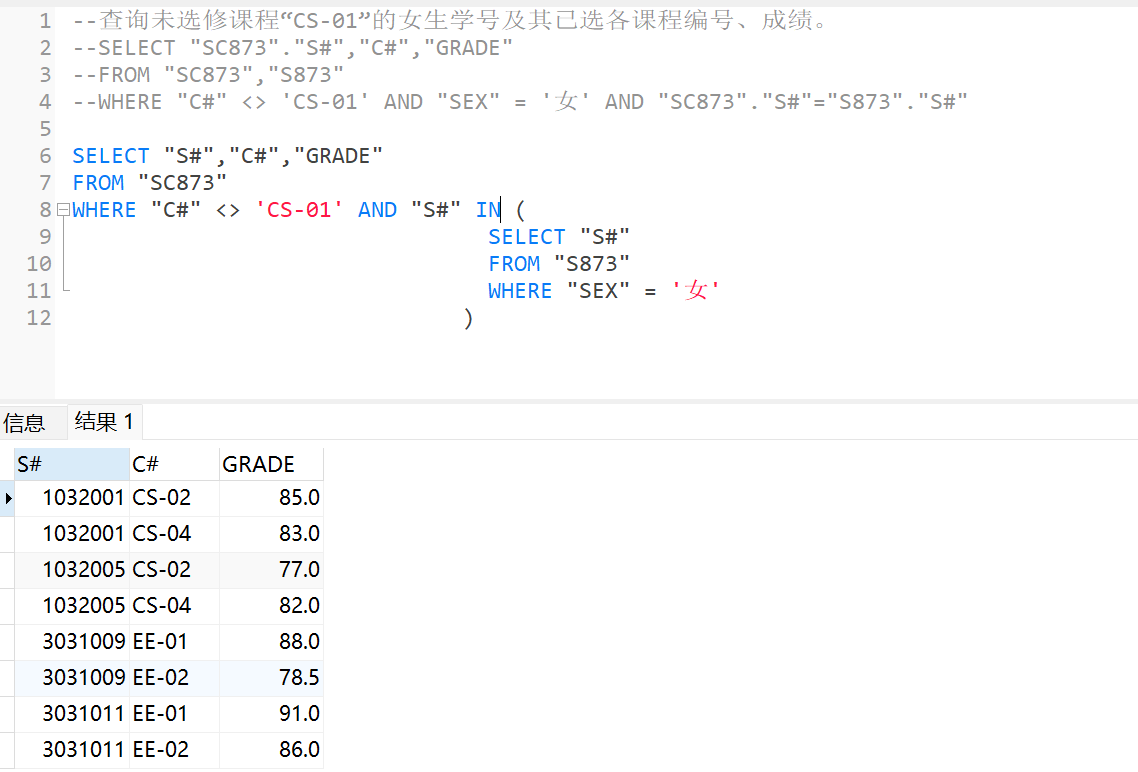 1 --查询未选修课程“CS-01”的女生学号及其已选各课程编号、成绩。
2 --SELECT "SC873"."S#","C#","GRADE"
3 --FROM "SC873","S873"
4 --WHERE "C#" <> 'CS-01' AND "SEX" = '女' AND "SC873"."S#"="S873"."S#"
5
6 SELECT "S#","C#","GRADE"
7 FROM "SC873"
8 WHERE "C#" <> 'CS-01' AND "S#" IN (
9 SELECT "S#"
10 FROM "S873"
11 WHERE "SEX" = '女'
12 )
信息 结果 1
S# C# GRADE
1032001 CS-02 85.0
1032001 CS-04 83.0
1032005 CS-02 77.0
1032005 CS-04 82.0
3031009 EE-01 88.0
3031009 EE-02 78.5
3031011 EE-01 91.0
3031011 EE-02 86.0